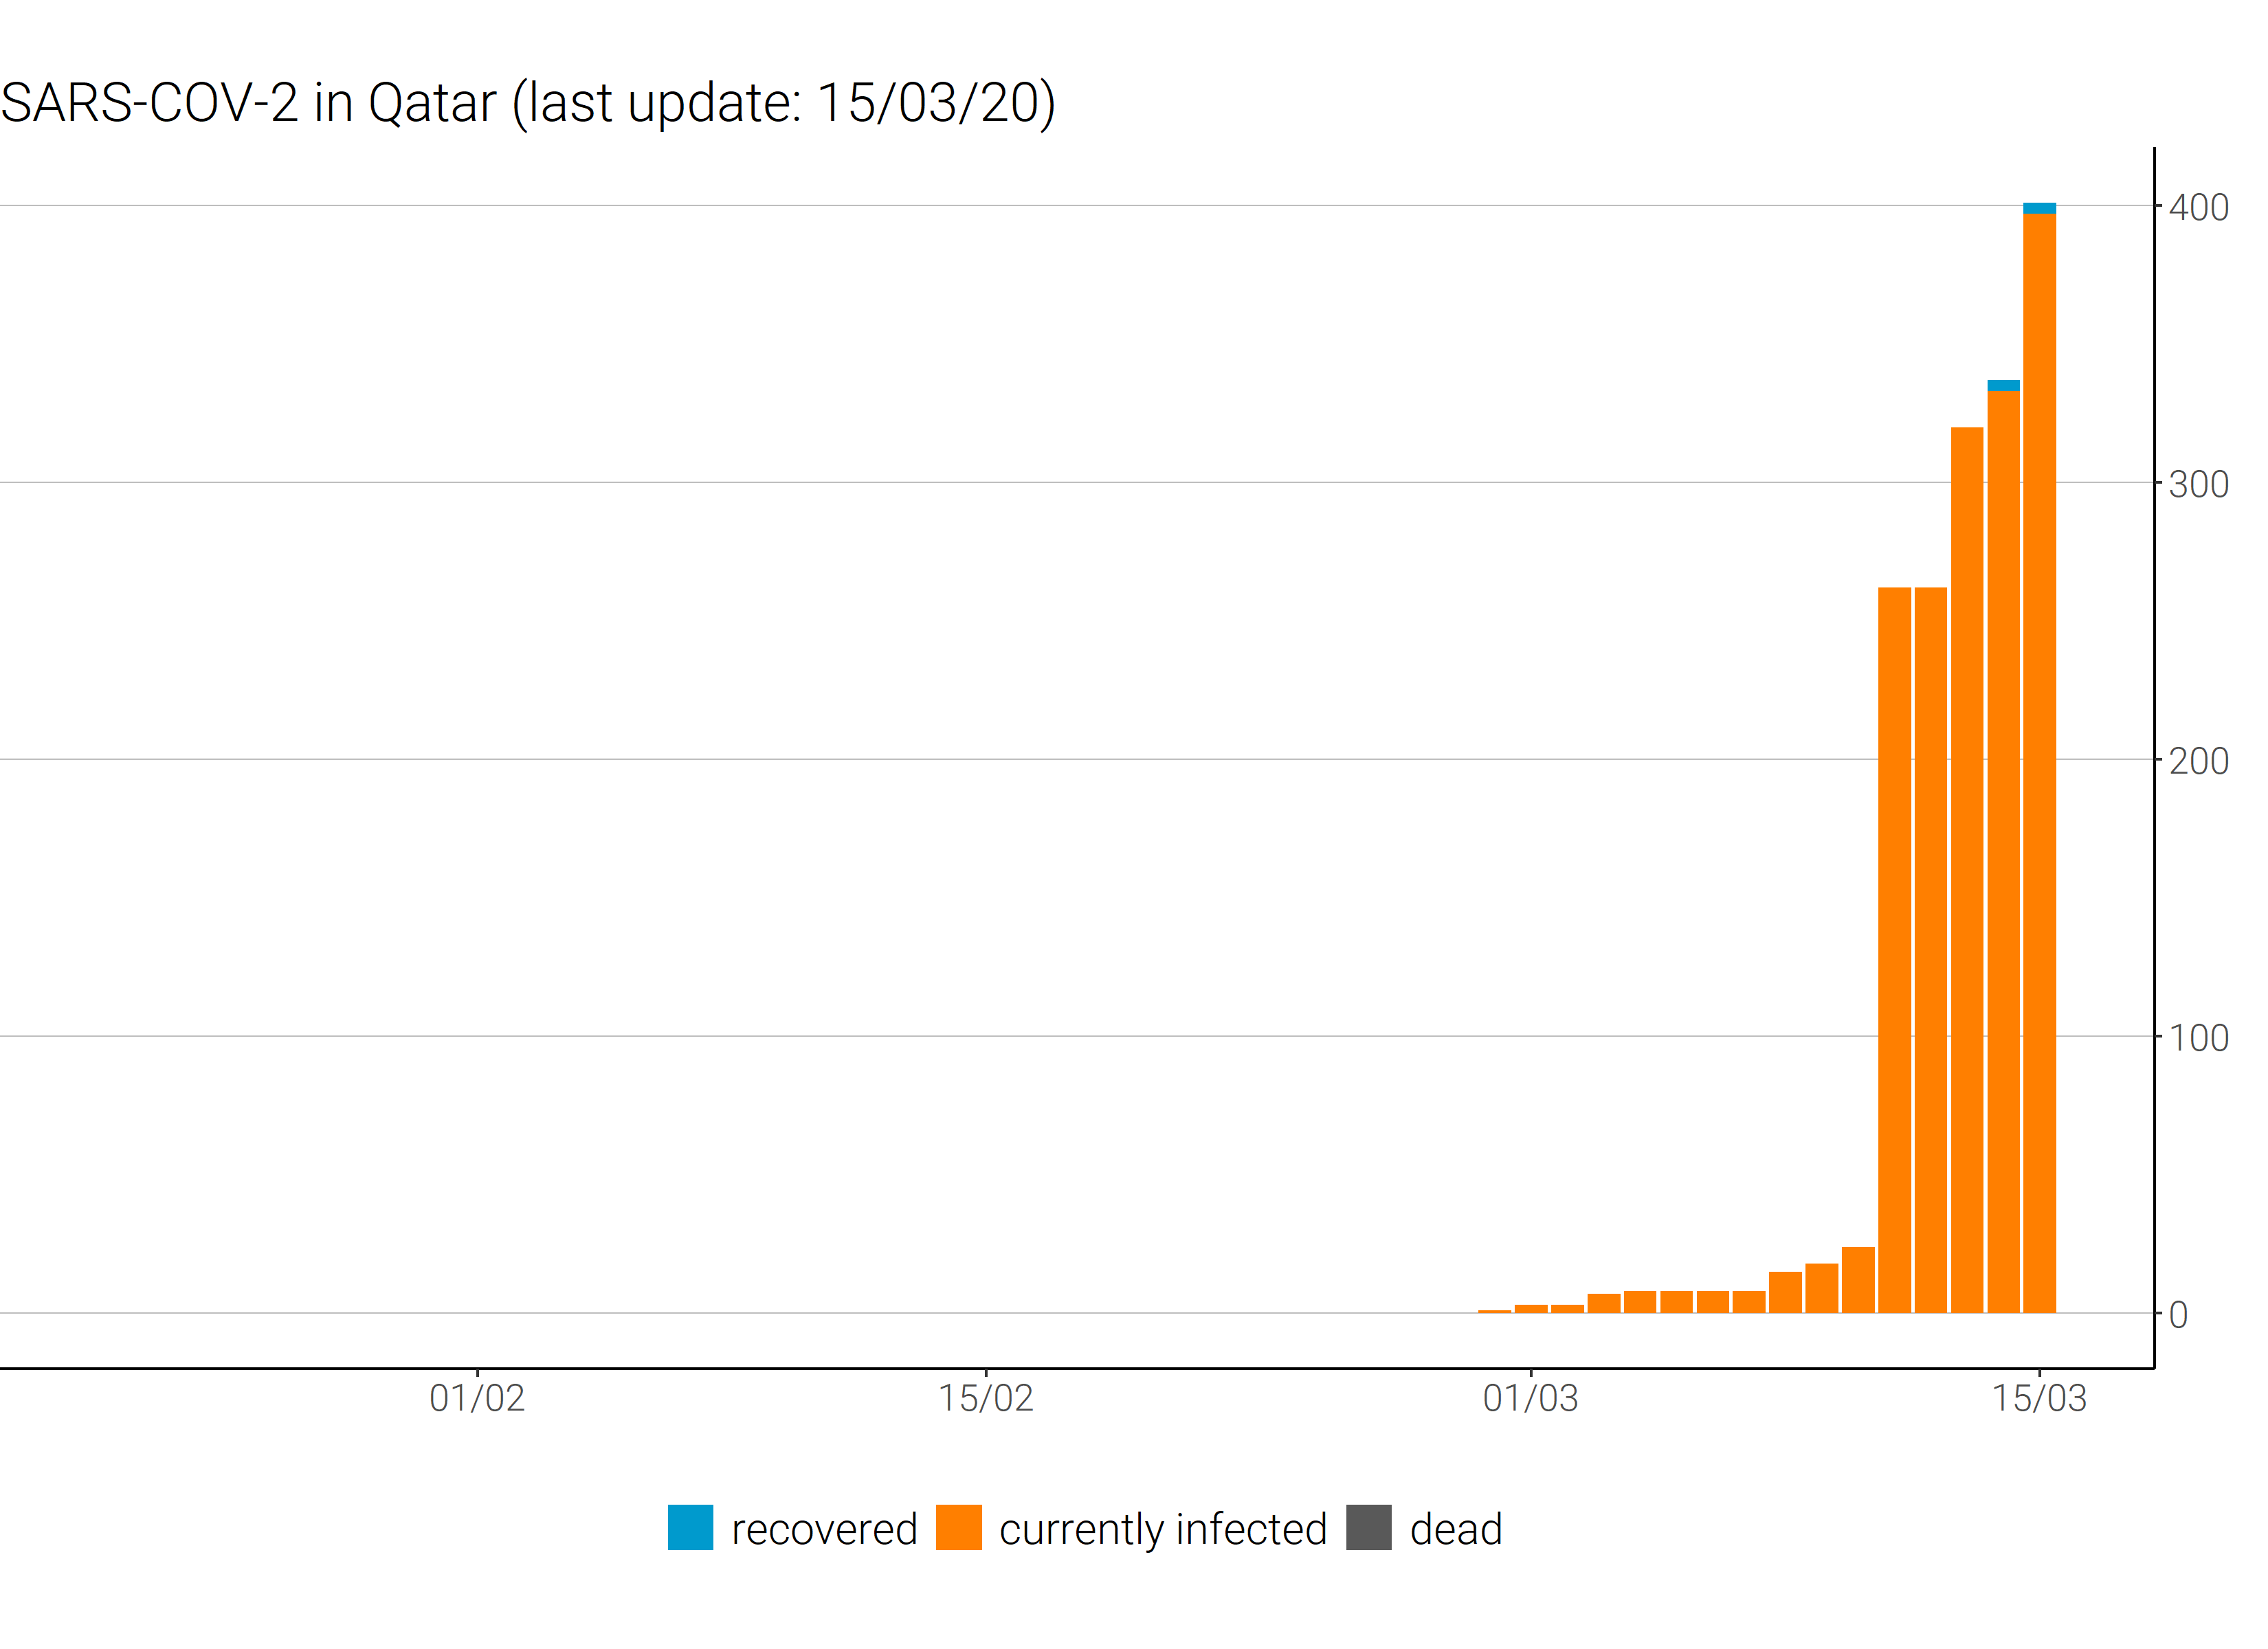 SARS-COV-2 in Qatar (last update: 15/03/20)
400
300
200
100
0
01/02 15/02 01/03 15/03
recovered currently infected dead